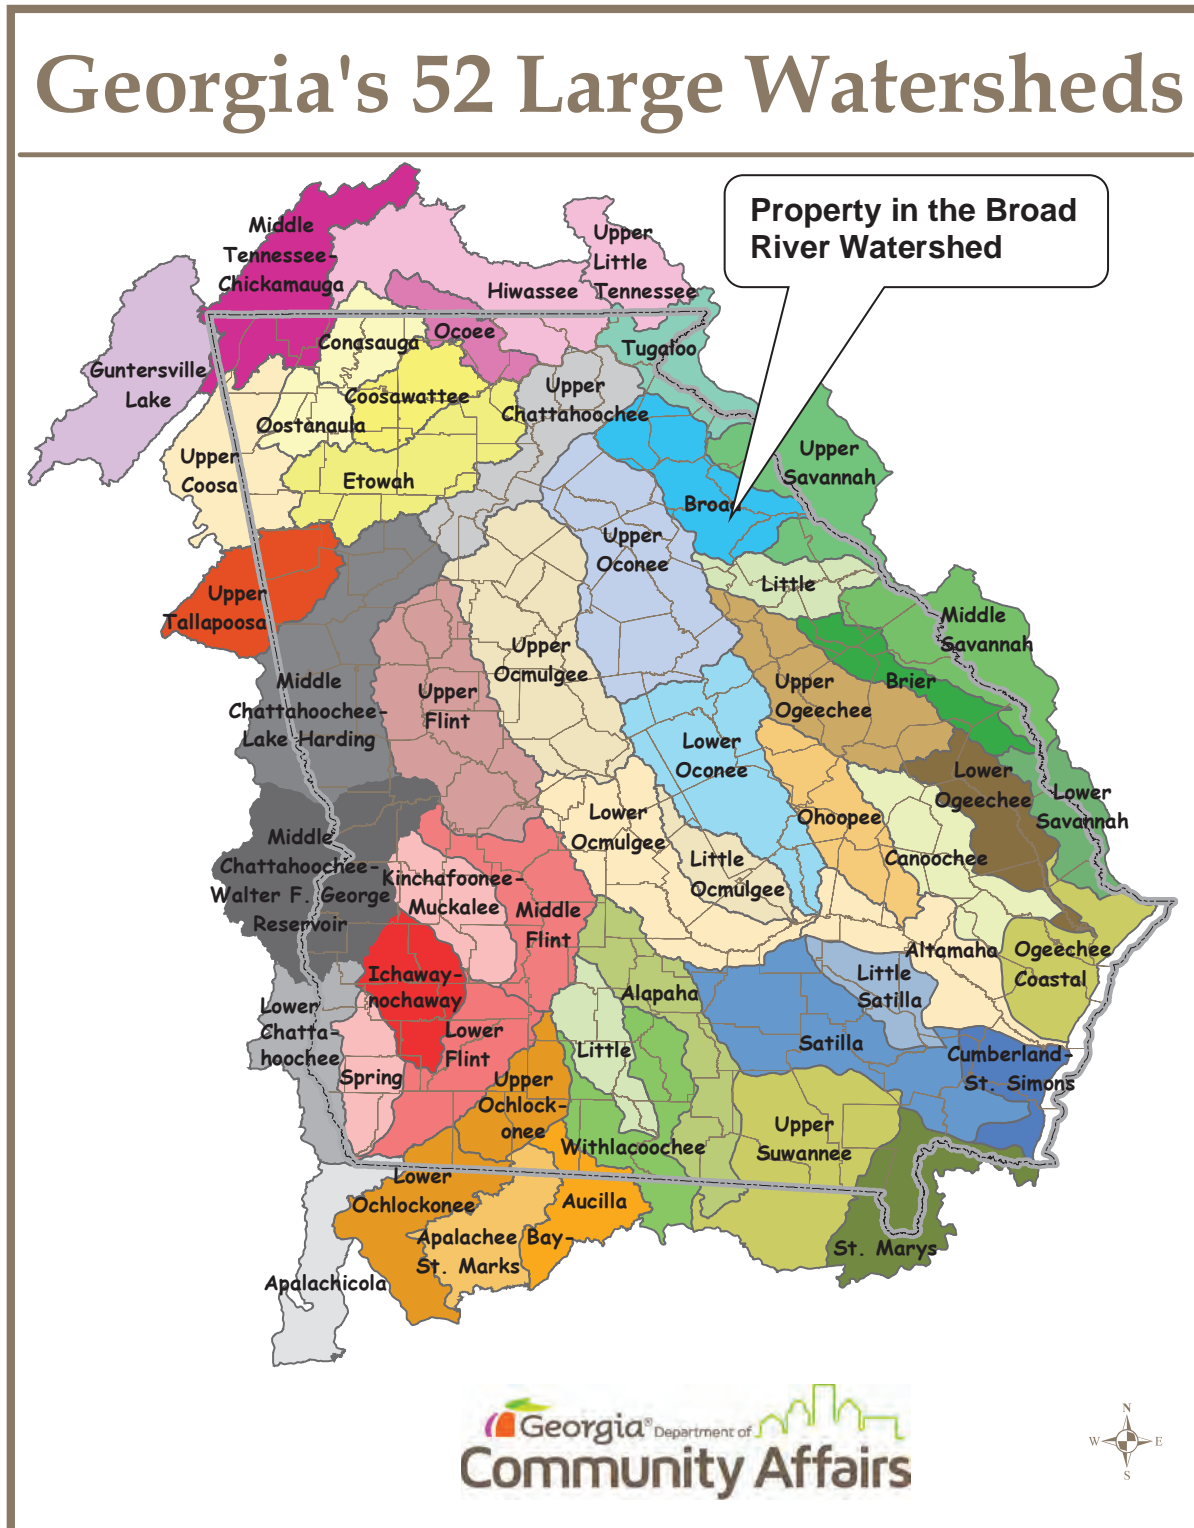 Georgia's 52 Large Watersheds
Property in the Broad
River Watershed
Middle
Tennessee-
Chickamauga
Upper
Little
Tennessee
Hiwassee
Ocoee
Conasauga
Tugaloo
Guntersville
Lake
Upper
Chattahoochee
Coosawattee
Oostanaula
Upper
Coosa
Etowah
Upper
Savannah
Broad
Upper
Oconee
Little
Upper
Tallapoosa
Middle
Savannah
Upper
Ocmulgee
Brier
Middle
Chattahoochee-
Lake Harding
Upper
Flint
Upper
Ogeechee
Lower
Oconee
Lower
Ogeechee
Lower
Savannah
Lower
Ocmulgee
Ohoopee
Middle
Chattahoochee-
Walter F. George
Reservoir
Little
Ocmulgee
Canoochee
Kinchafoonee-
Muckalee
Middle
Flint
Altamaha
Ogeechee
Coastal
Ichaway-
nochaway
Little
Satilla
Alapaha
Lower
Chatta-
hoochee
Lower
Flint
Little
Satilla
Cumberland-
St. Simons
Spring
Upper
Ochlock-
onee
Withlacoochee
Upper
Suwannee
Lower
Ochlockonee
Aucilla
Apalachee Bay-
St. Marks
St. Marys
Apalachicola
Georgia® Department of
Community Affairs
N
W E
S